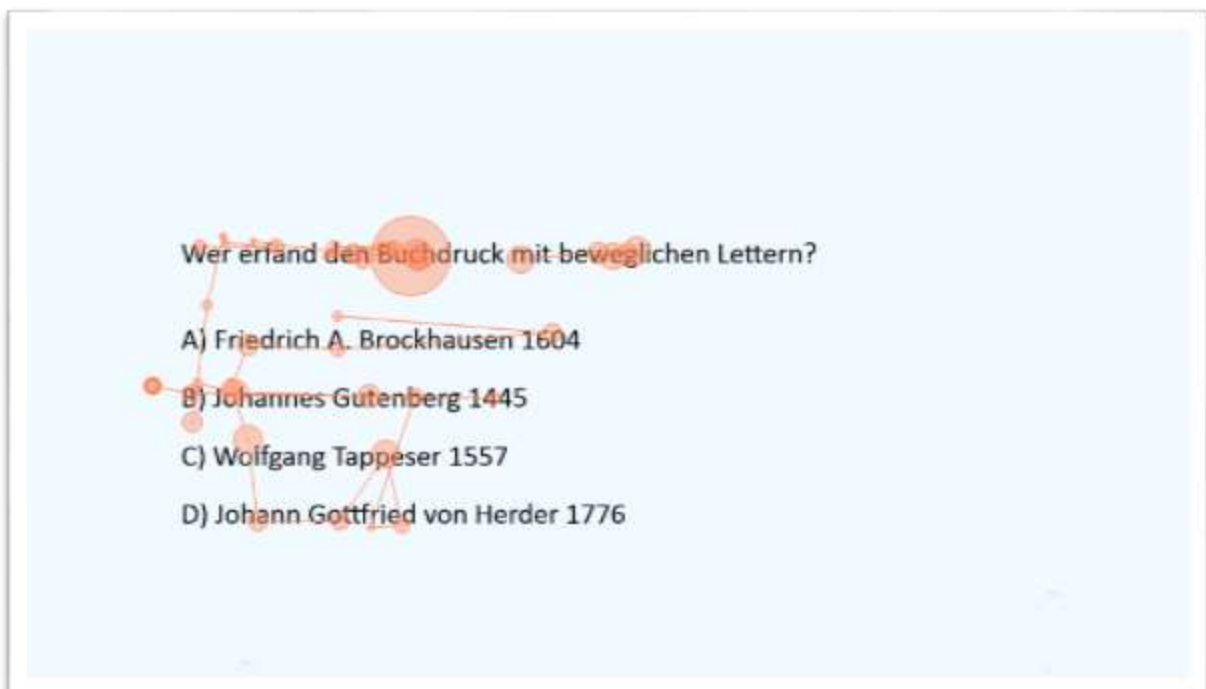 Wer erfand den Buchdruck mit beweglichen Lettern?
A) Friedrich A. Brockhausen 1604
B) Johannes Gutenberg 1445
C) Wolfgang Tappeser 1557
D) Johann Gottfried von Herder 1776